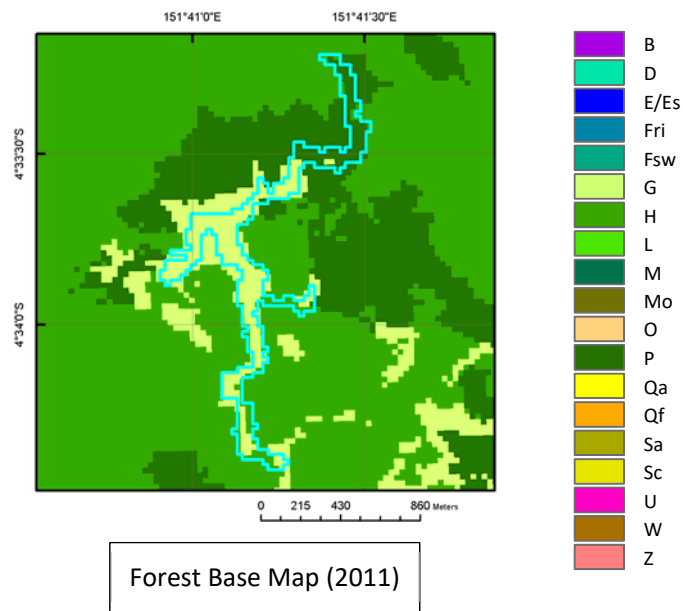 151°41'0"E
151°41'30"E
4°33'30"S
4°34'0"S
0 215 430 860 Meters
Forest Base Map (2011)
B
D
E/Es
Fri
Fsw
G
H
L
M
Mo
O
P
Qa
Qf
Sa
Sc
U
W
Z